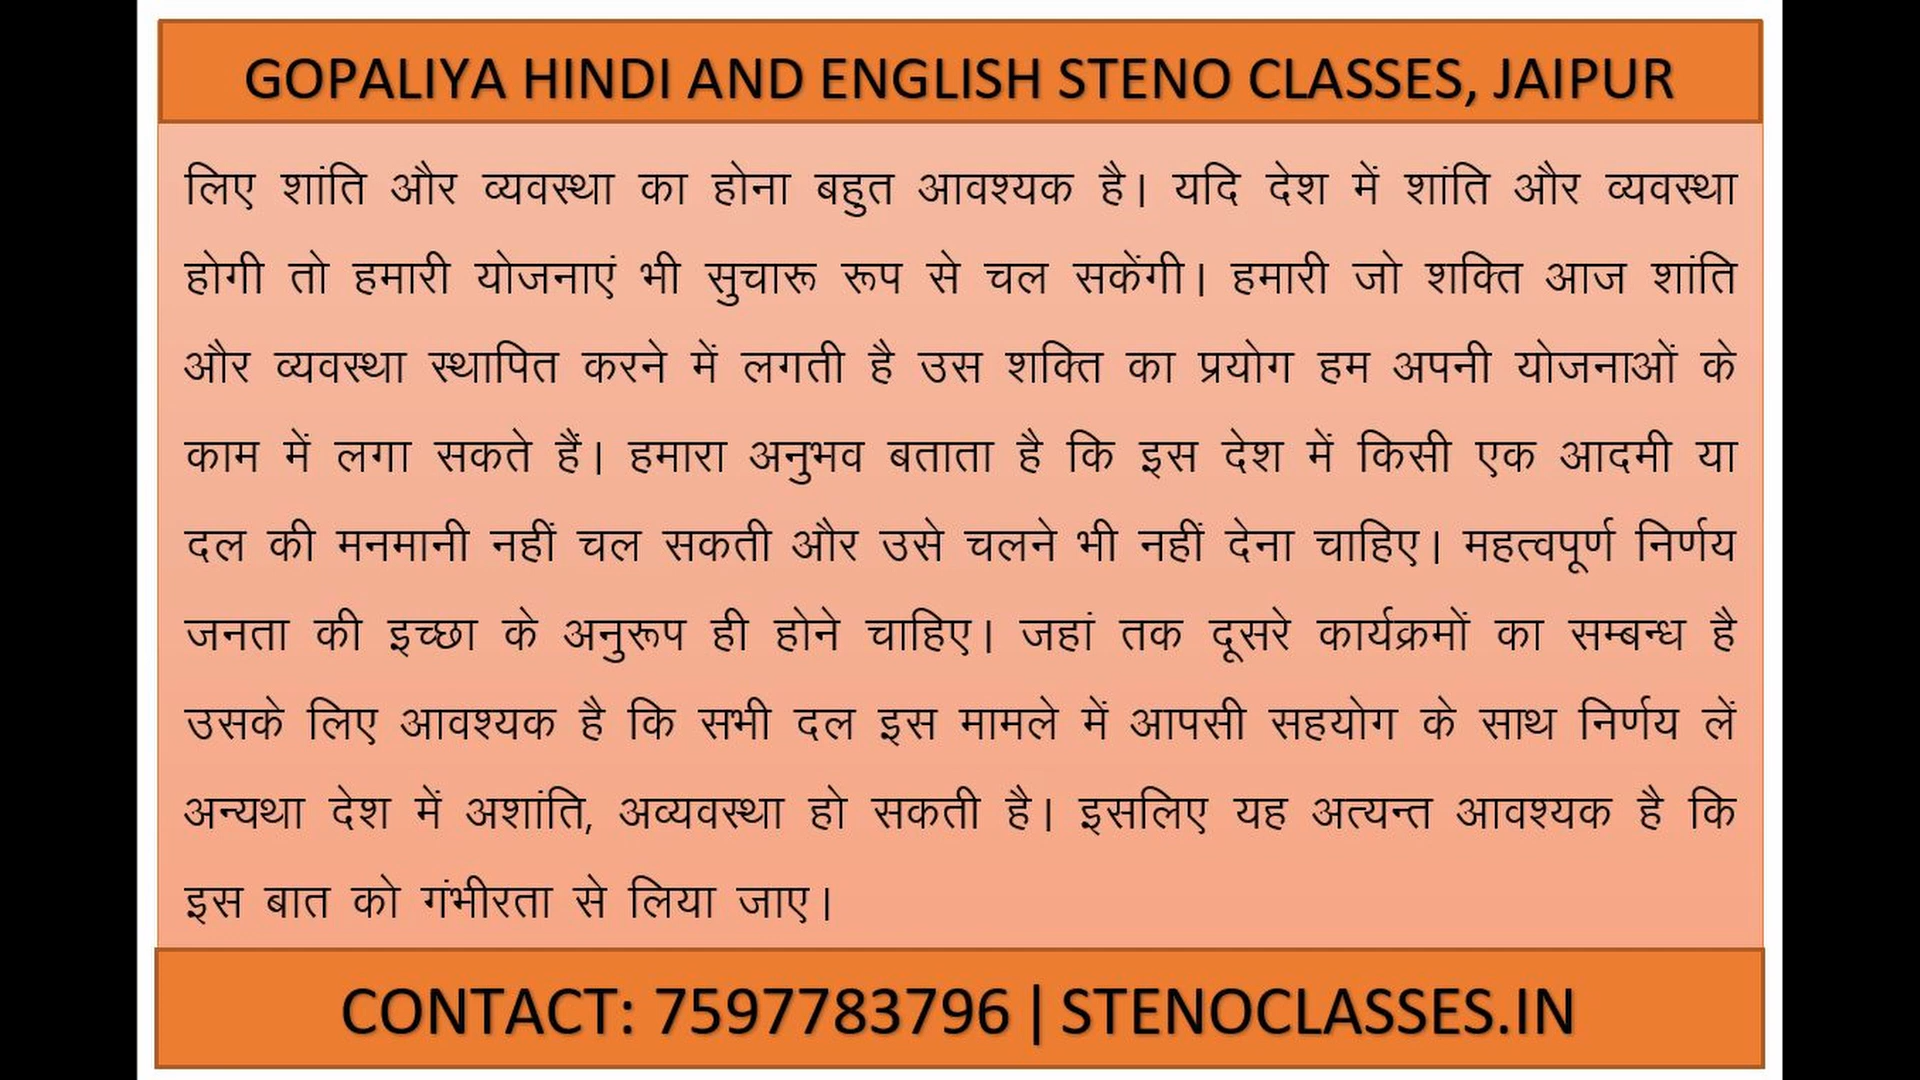 GOPALIYA HINDI AND ENGLISH STENO CLASSES, JAIPUR
लिए शांति और व्यवस्था का होना बहुत आवश्यक है। यदि देश में शांति और व्यवस्था
होगी तो हमारी योजनाएं भी सुचारू रूप से चल सकेंगी। हमारी जो शक्ति आज शांति
और व्यवस्था स्थापित करने में लगती है उस शक्ति का प्रयोग हम अपनी योजनाओं के
काम में लगा सकते हैं। हमारा अनुभव बताता है कि इस देश में किसी एक आदमी या
दल की मनमानी नहीं चल सकती और उसे चलने भी नहीं देना चाहिए। महत्वपूर्ण निर्णय
जनता की इच्छा के अनुरूप ही होने चाहिए। जहां तक दूसरे कार्यक्रमों का सम्बन्ध है
उसके लिए आवश्यक है कि सभी दल इस मामले में आपसी सहयोग के साथ निर्णय लें
अन्यथा देश में अशांति, अव्यवस्था हो सकती है। इसलिए यह अत्यन्त आवश्यक है कि
इस बात को गंभीरता से लिया जाए।
CONTACT: 7597783796 | STENOCLASSES.IN